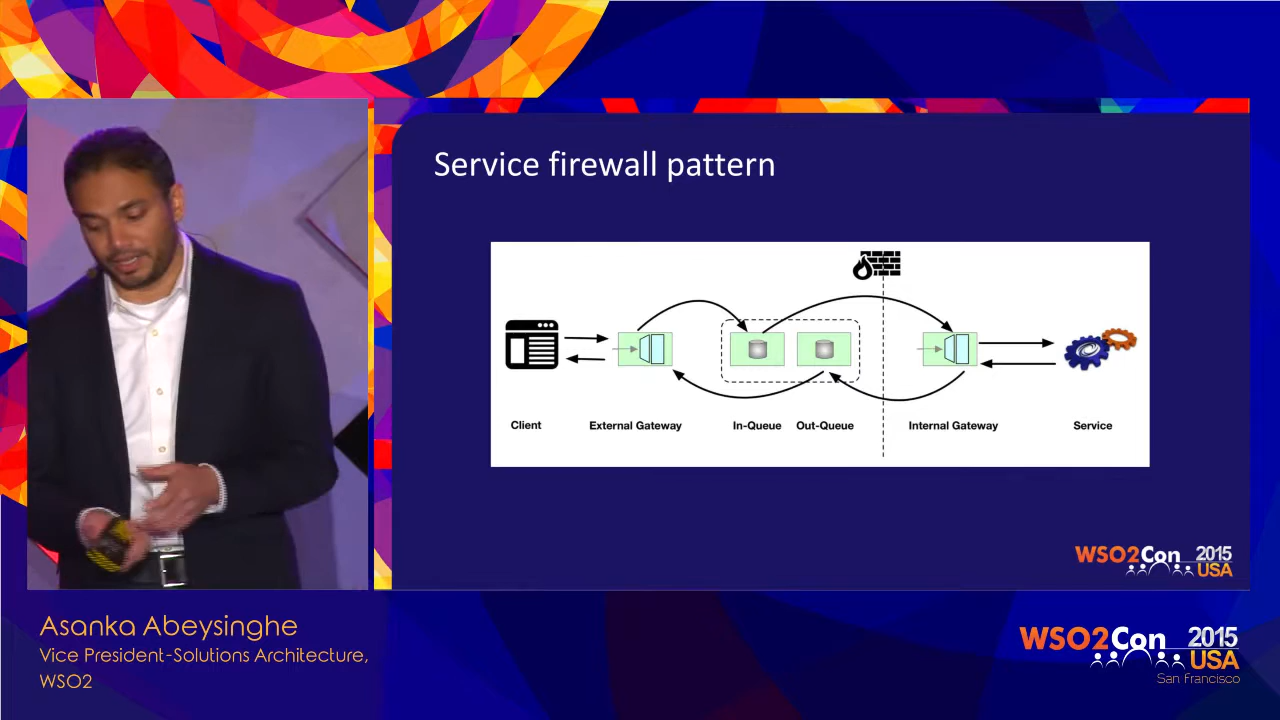 Service firewall pattern
Client
External Gateway
In-Queue
Out-Queue
Internal Gateway
Service
WSO2Con 2015
USA
Asanka Abeysinghe
Vice President-Solutions Architecture,
WSO2
WSO2Con 2015
USA
San Francisco